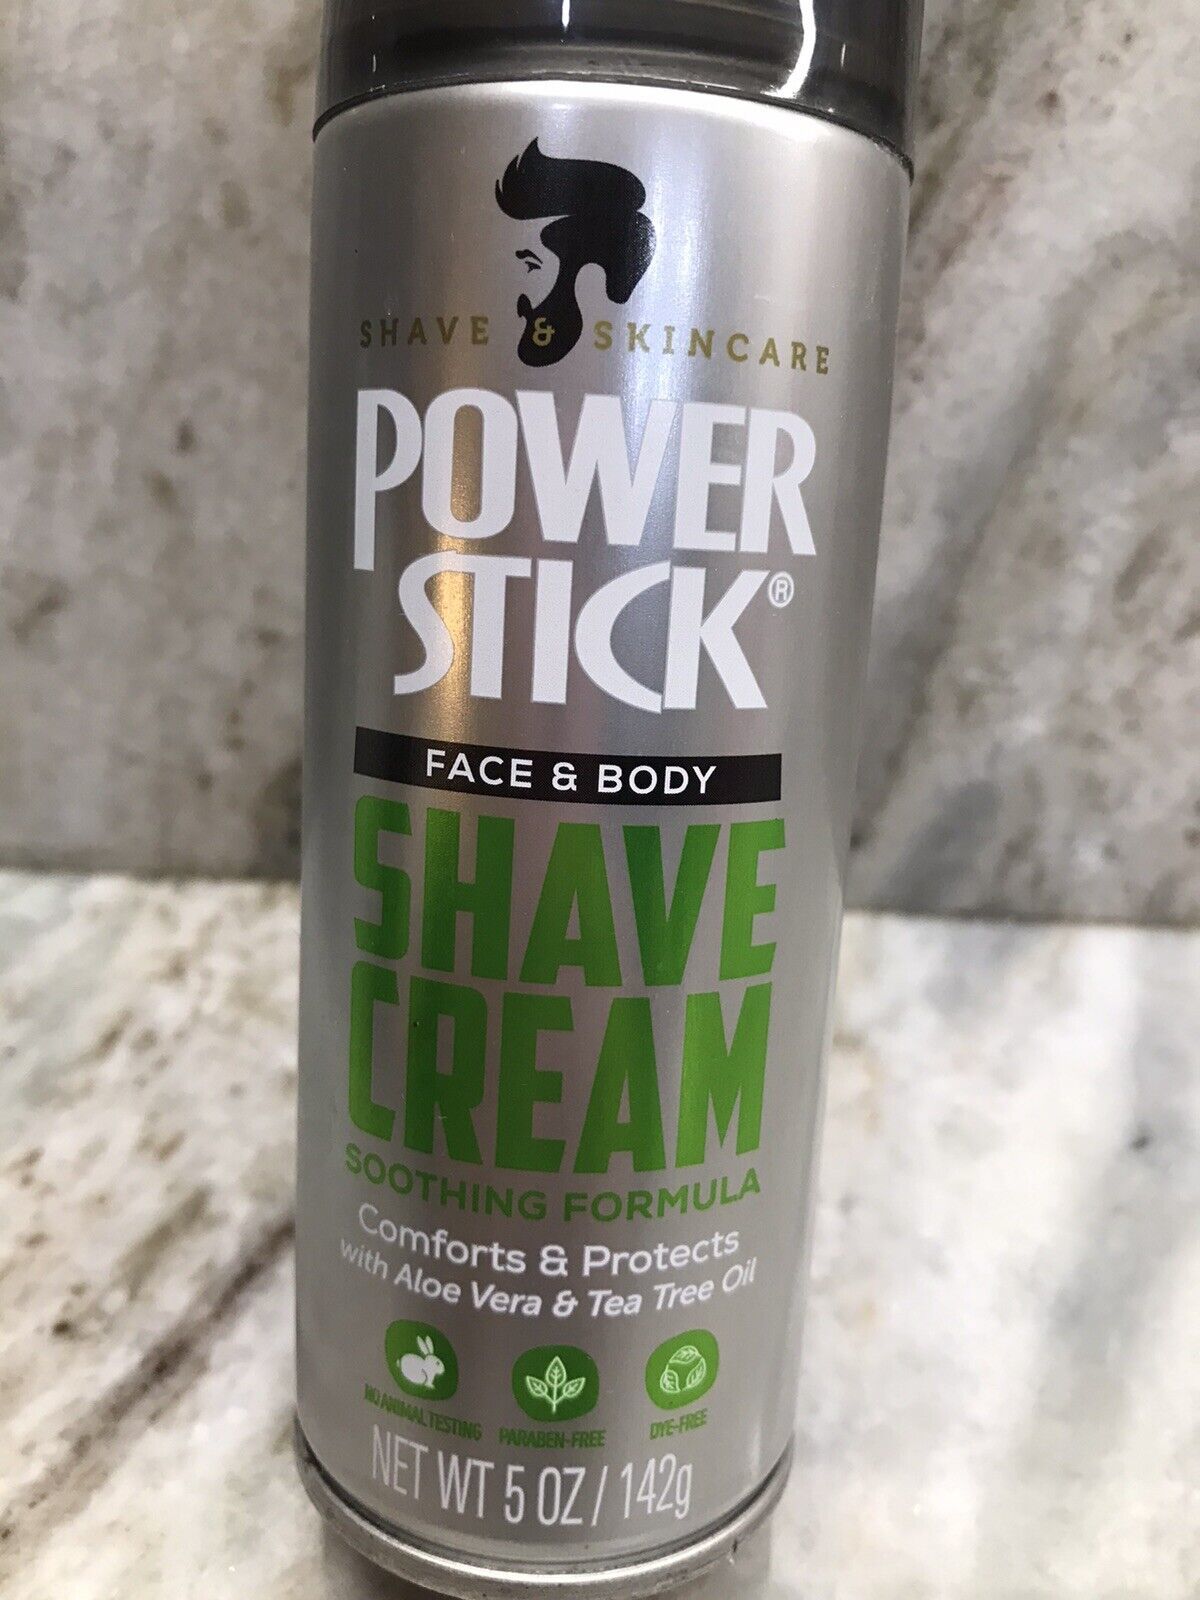 SHAVE & SKINCARE
POWER
STICK®
FACE & BODY
SHAVE
CREAM
SOOTHING FORMULA
Comforts & Protects
with Aloe Vera & Tea Tree Oil
NO ANIMAL TESTING PARABEN-FREE DYE-FREE
NET WT 5 OZ / 142g